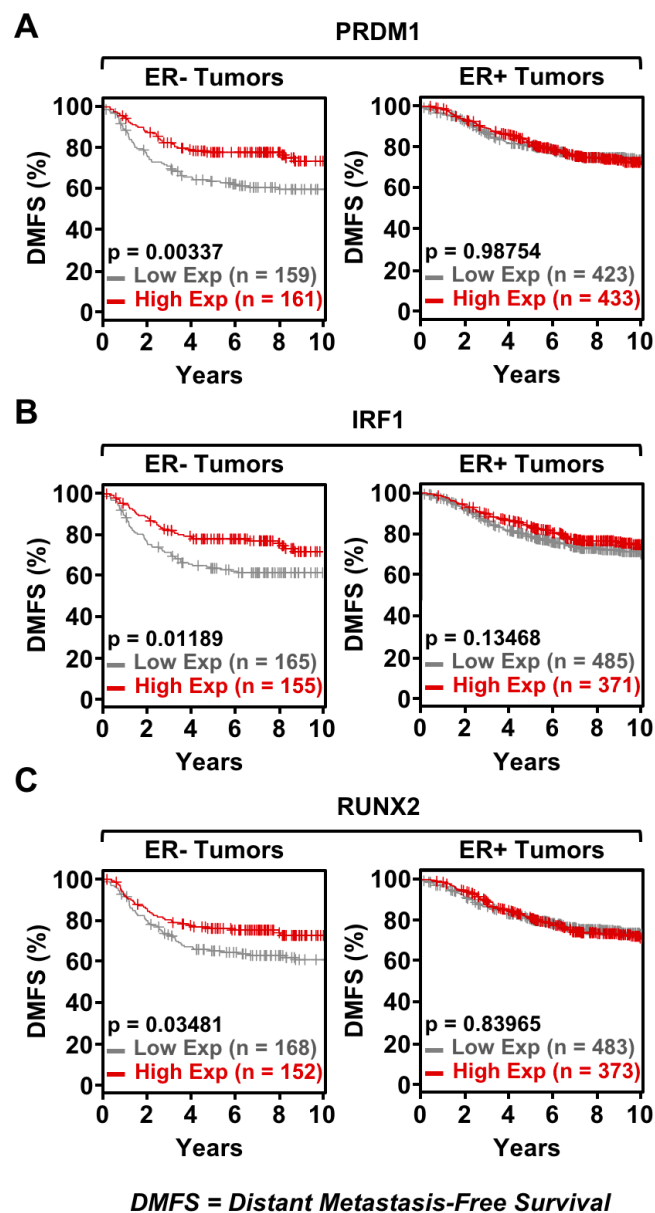 A
PRDM1
ER- Tumors
ER+ Tumors
DMFS (%)
100
80
60
40
20
0
p = 0.00337
Low Exp (n = 159)
High Exp (n = 161)
0 2 4 6 8 10
Years
DMFS (%)
100
80
60
40
20
0
p = 0.98754
Low Exp (n = 423)
High Exp (n = 433)
0 2 4 6 8 10
Years
B
IRF1
ER- Tumors
ER+ Tumors
DMFS (%)
100
80
60
40
20
0
p = 0.01189
Low Exp (n = 165)
High Exp (n = 155)
0 2 4 6 8 10
Years
DMFS (%)
100
80
60
40
20
0
p = 0.13468
Low Exp (n = 485)
High Exp (n = 371)
0 2 4 6 8 10
Years
C
RUNX2
ER- Tumors
ER+ Tumors
DMFS (%)
100
80
60
40
20
0
p = 0.03481
Low Exp (n = 168)
High Exp (n = 152)
0 2 4 6 8 10
Years
DMFS (%)
100
80
60
40
20
0
p = 0.83965
Low Exp (n = 483)
High Exp (n = 373)
0 2 4 6 8 10
Years
DMFS = Distant Metastasis-Free Survival